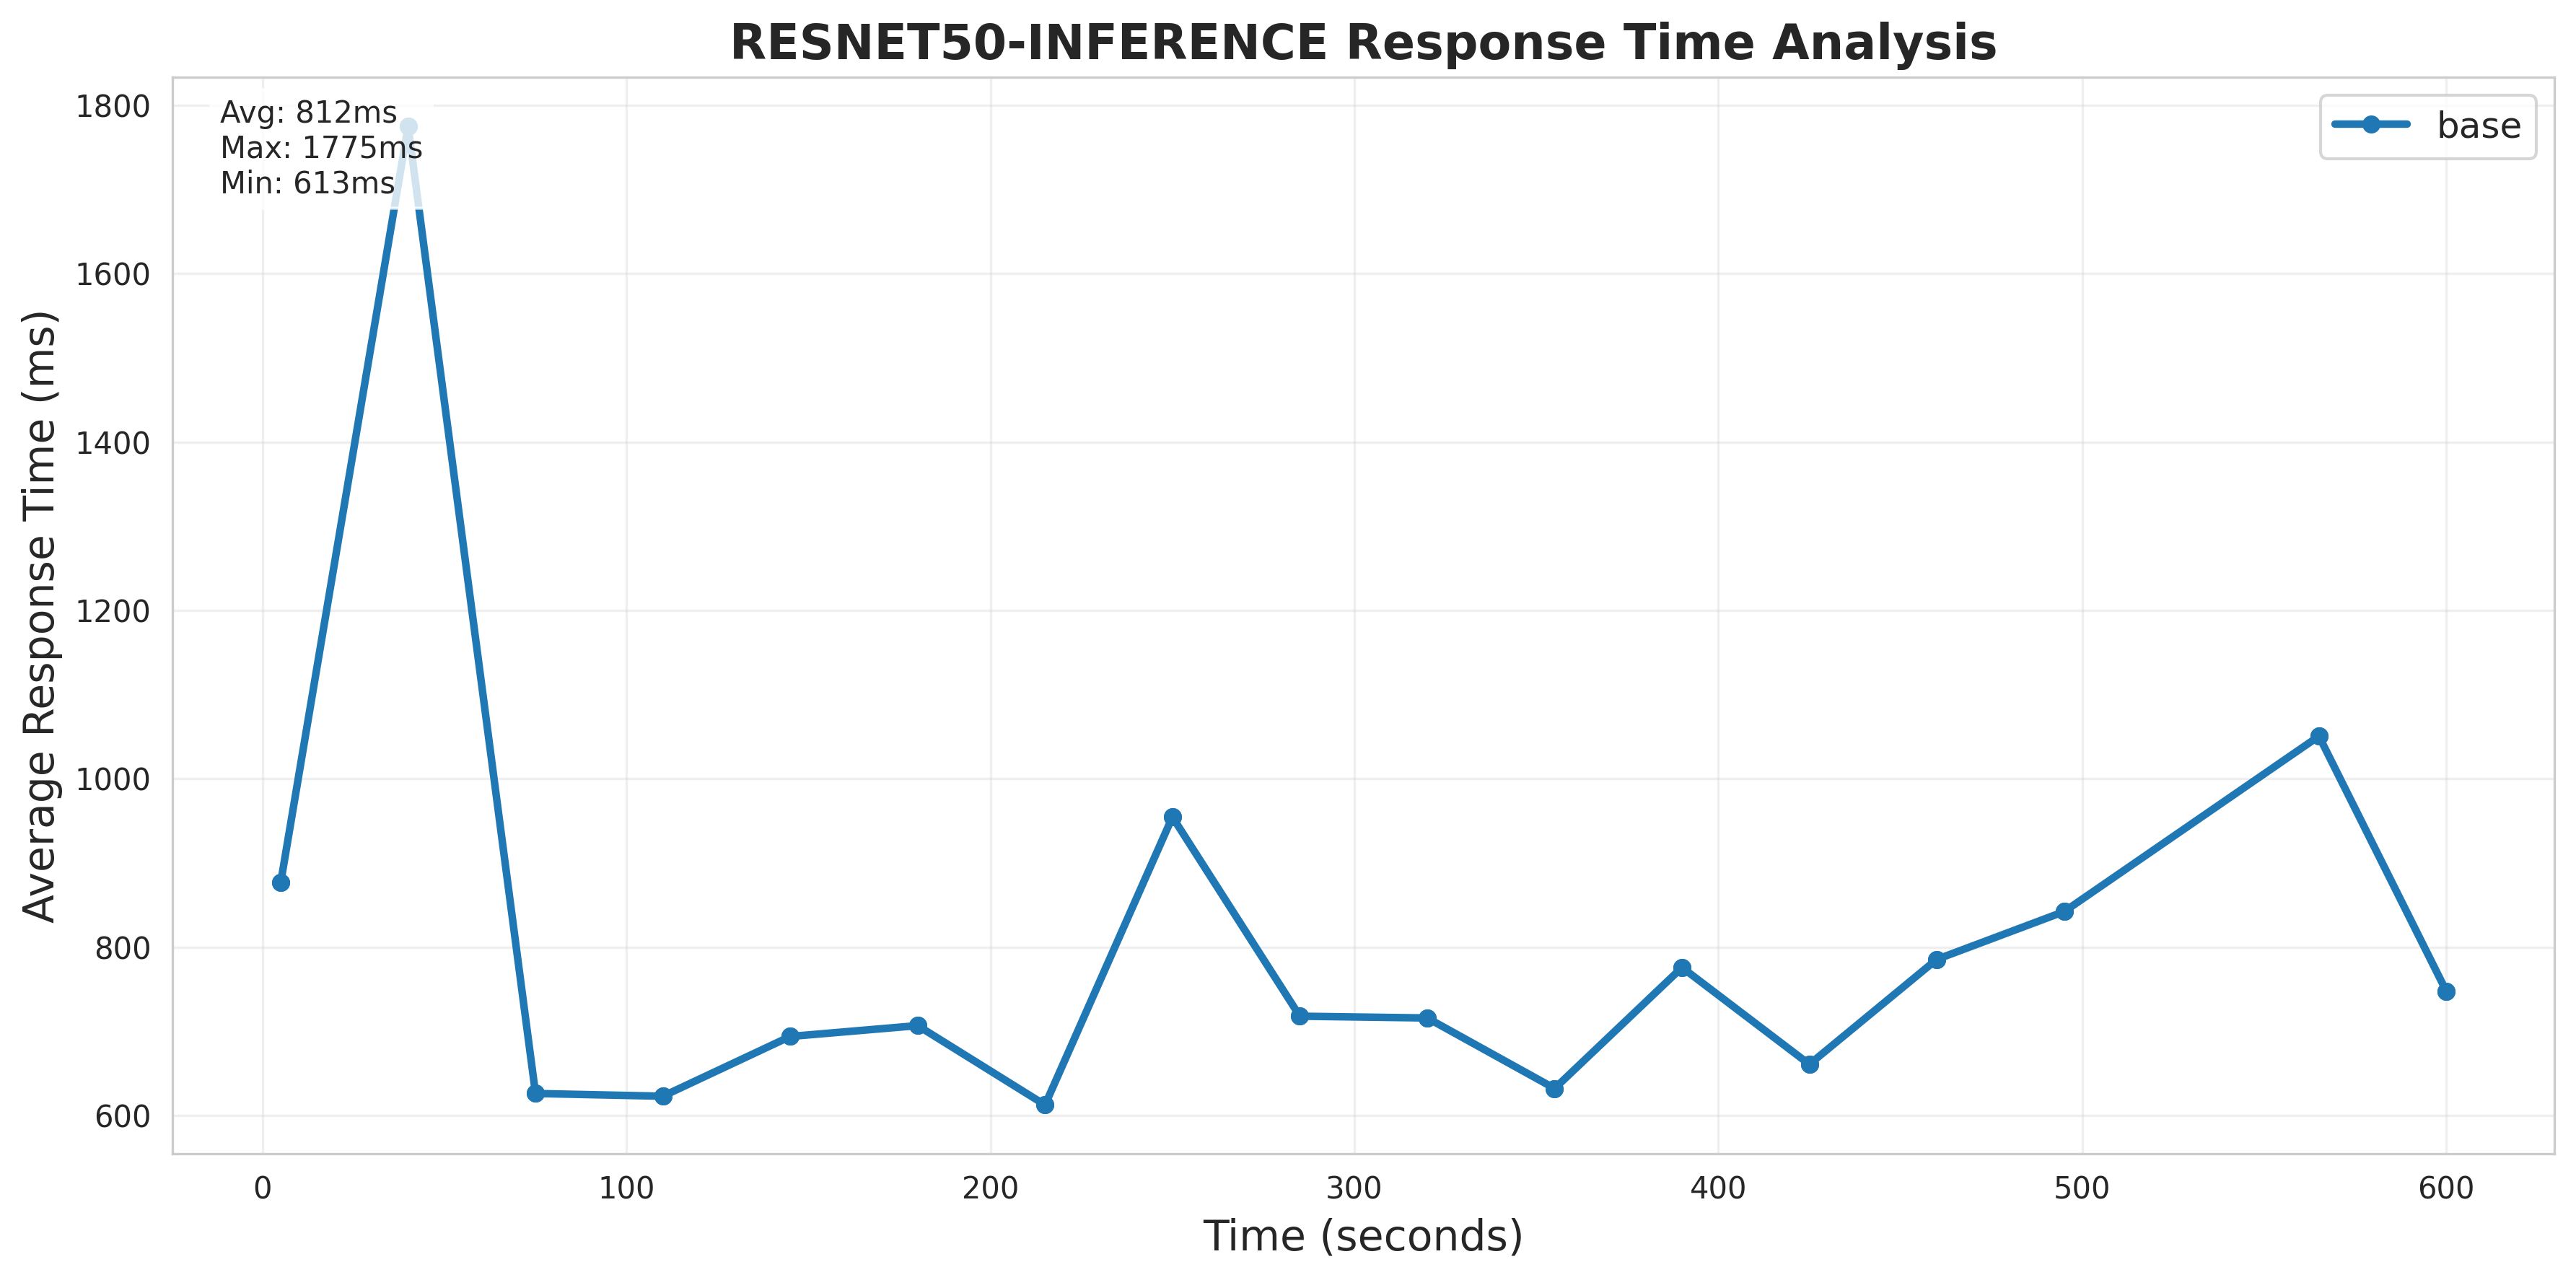 RESNET50-INFERENCE Response Time Analysis
Avg: 812ms
Max: 1775ms
Min: 613ms
base
Average Response Time (ms)
1800
1600
1400
1200
1000
800
600
0 100 200 300 400 500 600
Time (seconds)